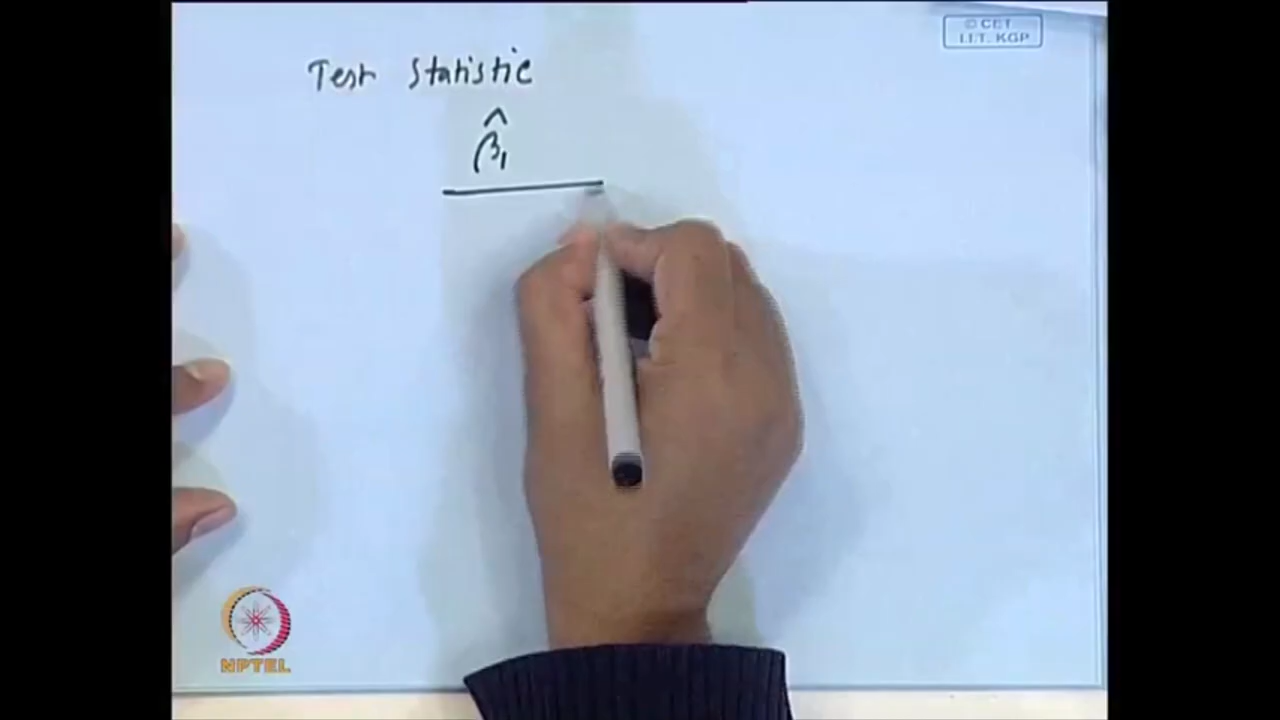 © CET
I.I.T. KGP
Test Statistic
β̂₁
NPTEL